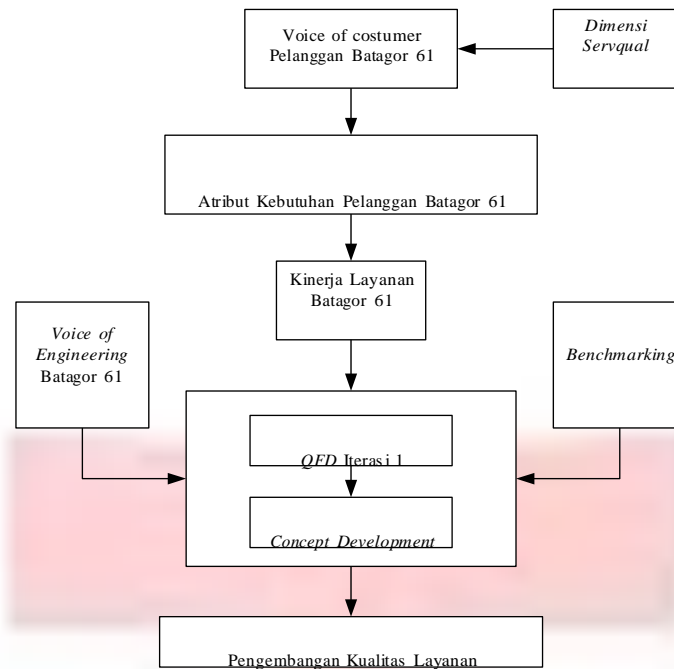 Voice of costumer
Pelanggan Batagor 61
Dimensi
Servqual
Atribut Kebutuhan Pelanggan Batagor 61
Kinerja Layanan
Batagor 61
Voice of
Engineering
Batagor 61
Benchmarking
QFD Iterasi 1
Concept Development
Pengembangan Kualitas Layanan